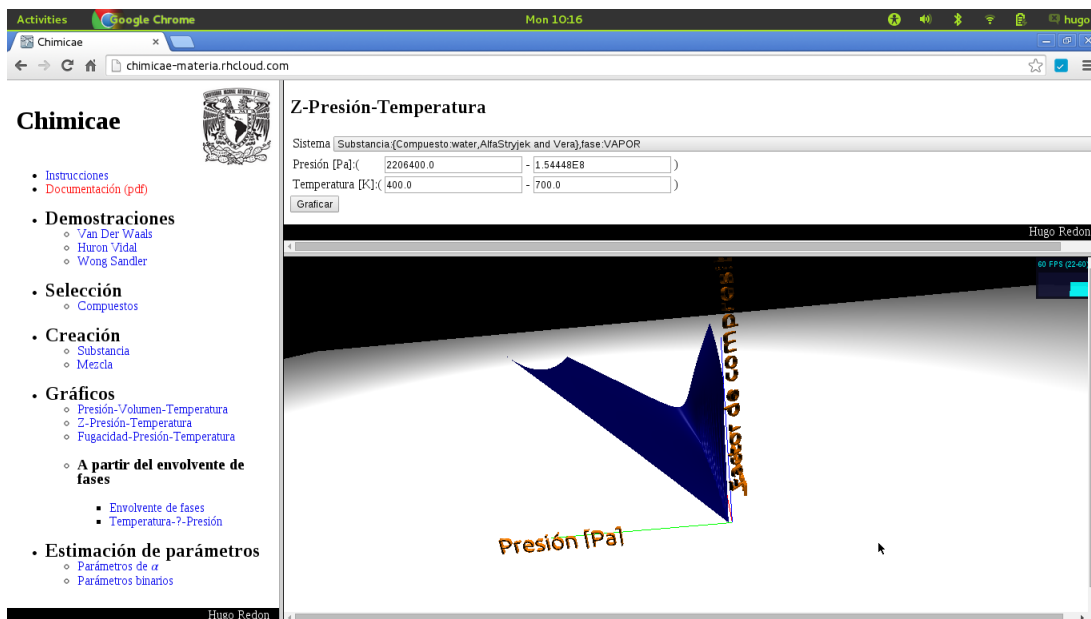 Activities
Google Chrome
Mon 10:16
hugo
Chimicae
chimicae-materia.rhcloud.com
Chimicae
Instrucciones
Documentación (pdf)
Demostraciones
Van Der Waals
Huron Vidal
Wong Sandler
Selección
Compuestos
Creación
Substancia
Mezcla
Gráficos
Presión-Volumen-Temperatura
Z-Presión-Temperatura
Fugacidad-Presión-Temperatura
A partir del envolvente de
fases
Envolvente de fases
Temperatura-?-Presión
Estimación de parámetros
Parámetros de α
Parámetros binarios
Hugo Redon
Z-Presión-Temperatura
Sistema Substancia:{Compuesto:water,AlfaStryjek and Vera},fase:VAPOR
Presión [Pa]:( 2206400.0 - 1.54448E8 )
Temperatura [K]:( 400.0 - 700.0 )
Graficar
Hugo Redon
60 FPS (22-60)
Factor de compres
Presión [Pa]